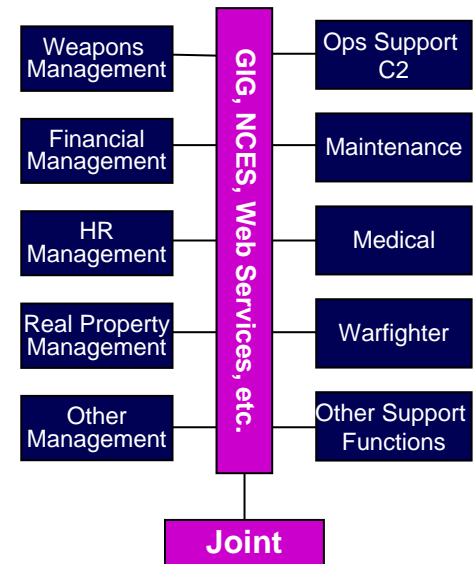 Weapons
Management
Financial
Management
HR
Management
Real Property
Management
Other
Management
GIG, NCES, Web Services, etc.
Ops Support
C2
Maintenance
Medical
Warfighter
Other Support
Functions
Joint